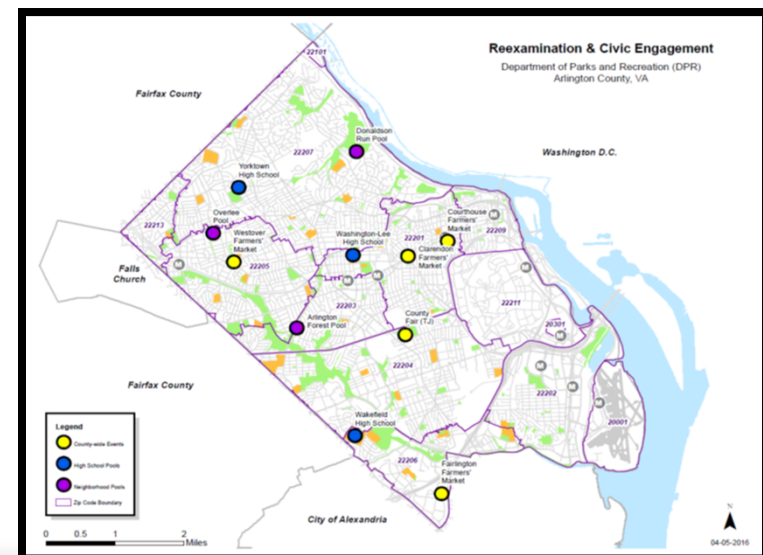 Reexamination & Civic Engagement
Department of Parks and Recreation (DPR)
Arlington County, VA
22101
Fairfax County
Donaldson
Run Pool
22207
Washington D.C.
Yorktown
High School
Overlee
Pool
22213
Westover
Farmers'
Market
22205
Washington-Lee
High School
22201
Courthouse
Farmers'
Market
22209
Clarendon
Farmers'
Market
Falls
Church
M
M
M
M
M
22203
22211
Arlington
Forest Pool
County
Fair (TJ)
20301
M
22204
Fairfax County
M
M
M
22202
20001
Wakefield
High School
22206
Fairlington
Farmers'
Market
City of Alexandria
Legend
County-wide Events
High School Pools
Neighborhood Pools
Zip Code Boundary
0 0.5 1 2
Miles
N
04-05-2016